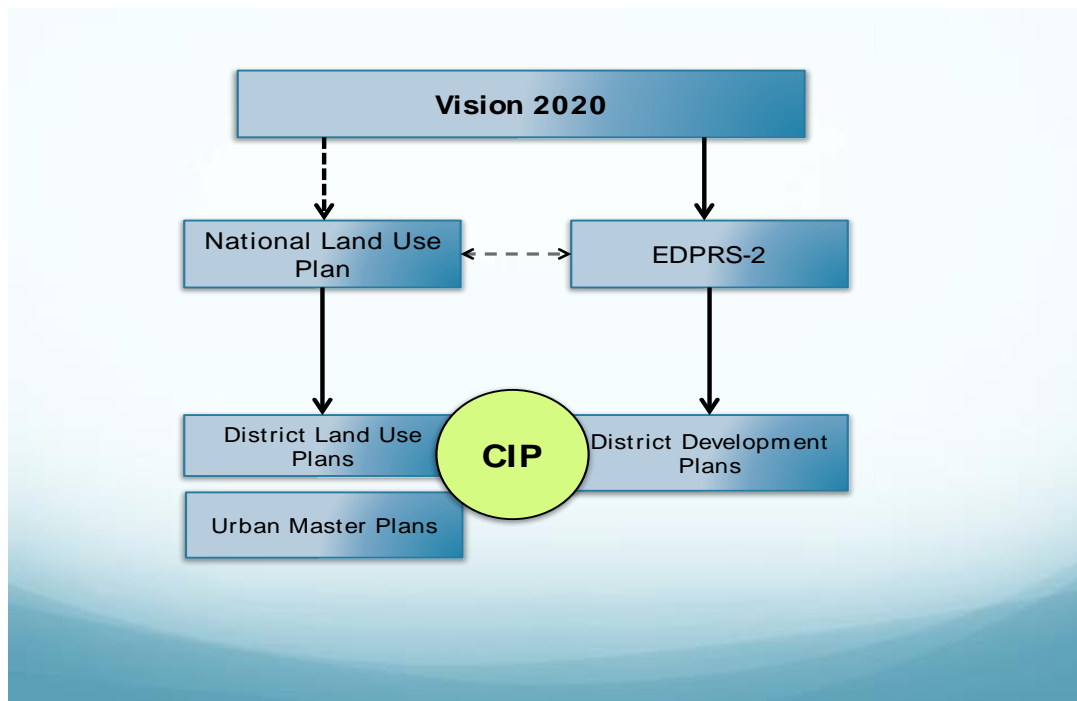 Vision 2020
National Land Use
Plan
EDPRS-2
District Land Use
Plans
CIP
District Development
Plans
Urban Master Plans